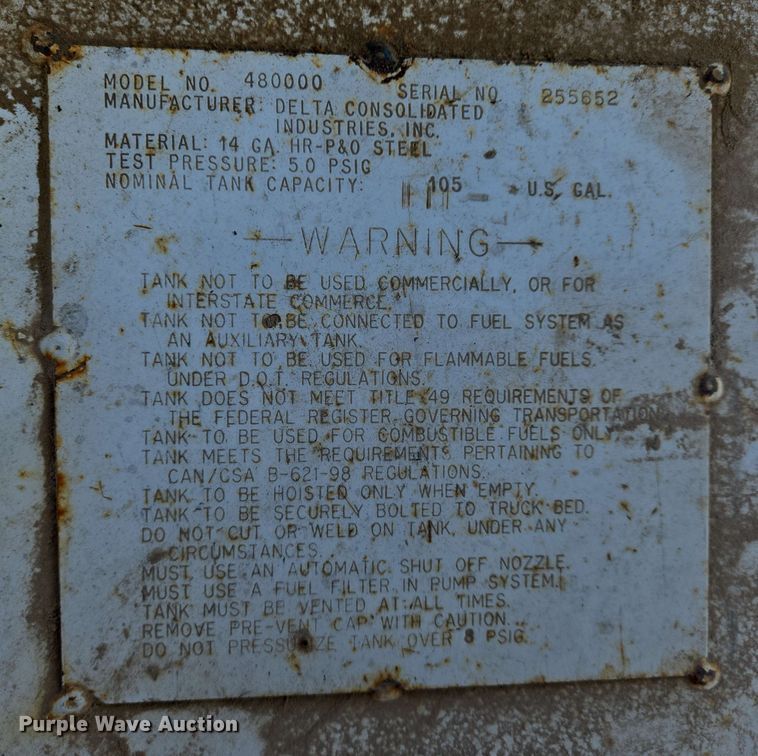 MODEL NO. 480000 SERIAL NO 255652
MANUFACTURER: DELTA CONSOLIDATED
INDUSTRIES, INC.
MATERIAL: 14 GA. HR-P&O STEEL
TEST PRESSURE: 5.0 PSIG
NOMINAL TANK CAPACITY: 105 U.S. GAL.
WARNING
TANK NOT TO BE USED COMMERCIALLY, OR FOR
INTERSTATE COMMERCE.
TANK NOT TO BE CONNECTED TO FUEL SYSTEM AS
AN AUXILIARY TANK.
TANK NOT TO BE USED FOR FLAMMABLE FUELS
UNDER D.O.T. REGULATIONS.
TANK DOES NOT MEET TITLE 49 REQUIREMENTS OF
THE FEDERAL REGISTER GOVERNING TRANSPORTATION
TANK TO BE USED FOR COMBUSTIBLE FUELS ONLY
TANK MEETS THE REQUIREMENTS PERTAINING TO
CAN/CSA B-621-98 REGULATIONS.
TANK TO BE HOISTED ONLY WHEN EMPTY.
TANK TO BE SECURELY BOLTED TO TRUCK BED.
DO NOT CUT OR WELD ON TANK, UNDER ANY
CIRCUMSTANCES.
MUST USE AN AUTOMATIC SHUT OFF NOZZLE.
MUST USE A FUEL FILTER IN PUMP SYSTEM.
TANK MUST BE VENTED AT ALL TIMES.
REMOVE PRE-VENT CAP WITH CAUTION.
DO NOT PRESSURIZE TANK OVER 3 PSIG.
Purple Wave Auction